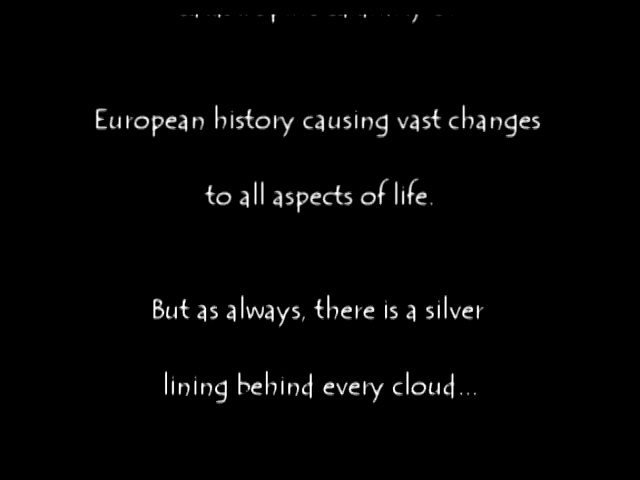 European history causing vast changes
to all aspects of life.
But as always, there is a silver
lining behind every cloud...